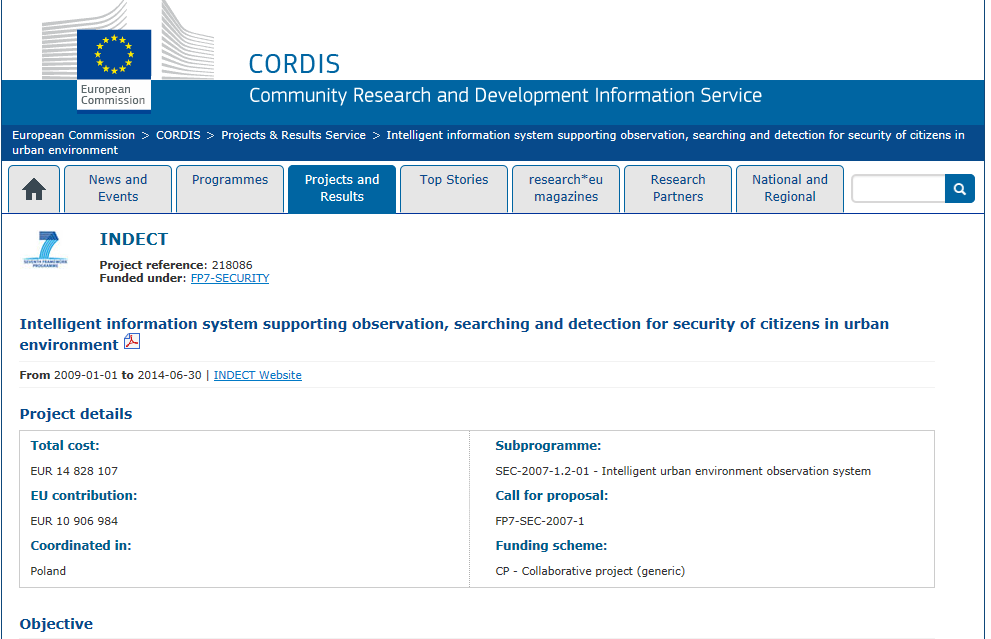 European
Commission
CORDIS
Community Research and Development Information Service
European Commission > CORDIS > Projects & Results Service > Intelligent information system supporting observation, searching and detection for security of citizens in
urban environment
News and
Events
Programmes
Projects and
Results
Top Stories
research*eu
magazines
Research
Partners
National and
Regional
7
SEVENTH FRAMEWORK
PROGRAMME
INDECT
Project reference: 218086
Funded under: FP7-SECURITY
Intelligent information system supporting observation, searching and detection for security of citizens in urban
environment
From 2009-01-01 to 2014-06-30 | INDECT Website
Project details
Total cost:
EUR 14 828 107
EU contribution:
EUR 10 906 984
Coordinated in:
Poland
Subprogramme:
SEC-2007-1.2-01 - Intelligent urban environment observation system
Call for proposal:
FP7-SEC-2007-1
Funding scheme:
CP - Collaborative project (generic)
Objective